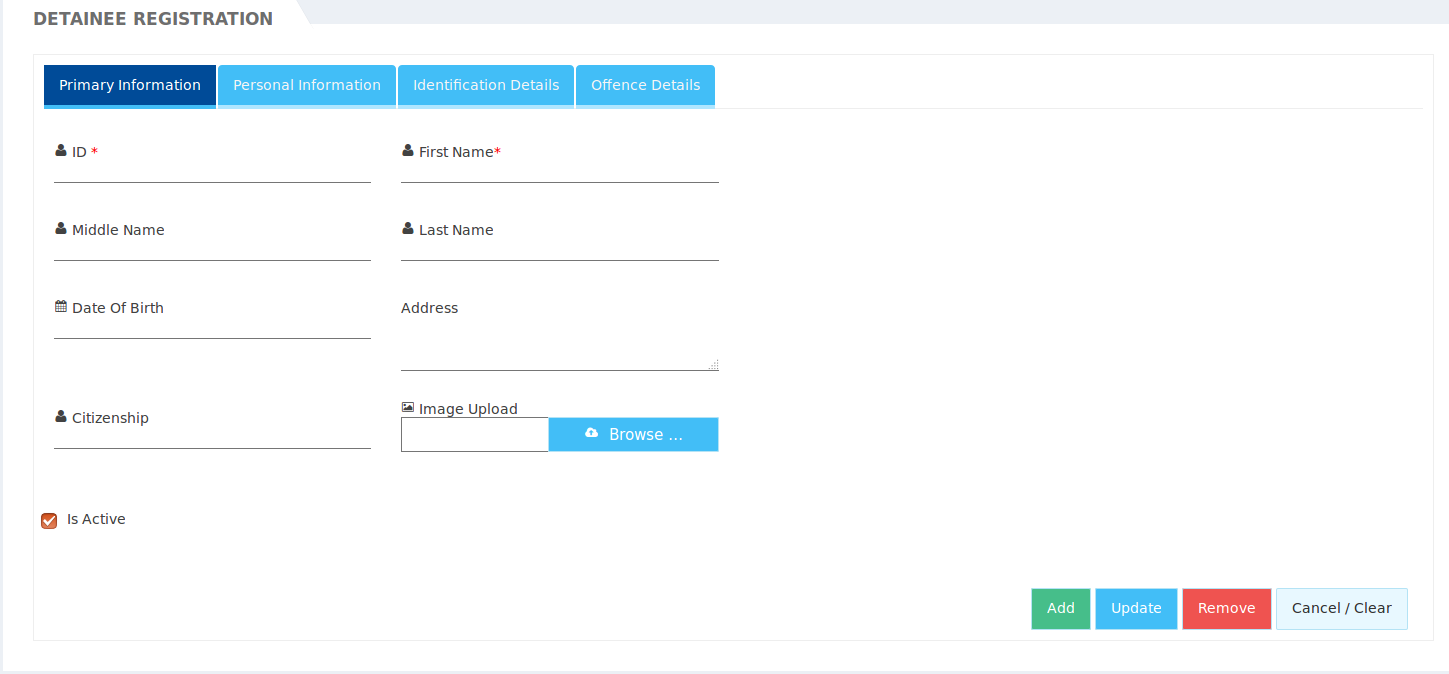 DETAINEE REGISTRATION
Primary Information Personal Information Identification Details Offence Details
ID * First Name*
Middle Name Last Name
Date Of Birth Address
Citizenship Image Upload
Browse ...
Is Active
Add Update Remove Cancel / Clear